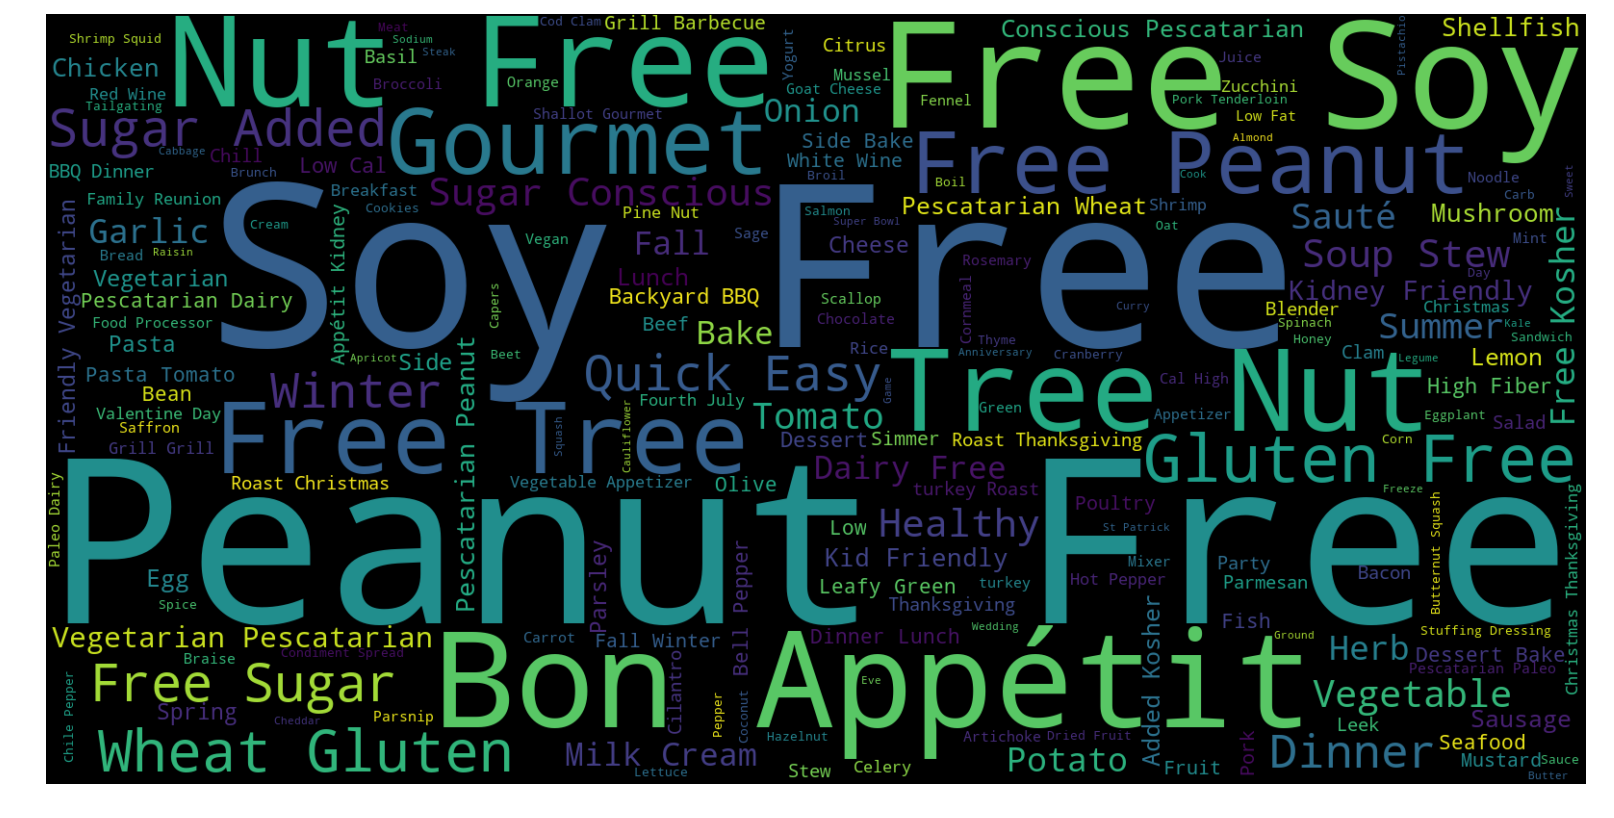 Shrimp Squid
Nut Free
Meat
Cod Clam
Sodium
Steak
Grill Barbecue
Free Soy
Conscious Pescatarian
Shellfish
Chicken
Basil
Citrus
Yogurt
Juice
Pistachio
Red Wine
Tailgating
Broccoli
Orange
Mussel
Goat Cheese
Fennel
Zucchini
Pork Tenderloin
Low Fat
Sugar Added
Gourmet
Shallot Gourmet
Onion
Side Bake
White Wine
Free Peanut
Almond
Cabbage
Chill
Low Cal
Brunch
BBQ Dinner
Broil
Boil
Cook
Noodle
Sweet
Carb
Family Reunion
Breakfast
Cookies
Sugar Conscious
Pine Nut
Salmon
Super Bowl
Pescatarian Wheat
Shrimp
Sauté
Mushroom
Garlic
Cream
Soy Free
Vegan
Fall
Sage
Cheese
Oat
Mint
Bread
Raisin
Appétit Kidney
Lunch
Rosemary
Soup Stew
Day
Friendly Vegetarian
Vegetarian
Pescatarian Dairy
Capers
Backyard BBQ
Scallop
Cornmeal
Curry
Kidney Friendly
Blender
Christmas
Free Kosher
Food Processor
Beef
Bake
Chocolate
Spinach
Honey
Summer
Kale
Sandwich
Pasta
Apricot
Side
Beet
Rice
Thyme
Anniversary
Cranberry
Clam
Legume
Lemon
Pasta Tomato
Winter
Pescatarian Peanut
Quick Easy
Game
Tree Nut
Cal High
High Fiber
Bean
Valentine Day
Saffron
Free Tree
Squash
Cauliflower
Fourth July
Tomato
Green
Appetizer
Eggplant
Salad
Grill Grill
Dessert
Simmer
Roast Thanksgiving
Corn
Gluten Free
Roast Christmas
Vegetable Appetizer
Olive
Dairy Free
turkey Roast
Poultry
Freeze
Paleo Dairy
Peanut Free
Low
Healthy
St Patrick
Butternut Squash
Christmas Thanksgiving
Egg
Spice
Parsley
Bell Pepper
Kid Friendly
Leafy Green
turkey
Hot Pepper
Mixer
Party
Parmesan
Bacon
Thanksgiving
Fish
Vegetarian Pescatarian
Bon Appétit
Carrot
Fall Winter
Dinner Lunch
Wedding
Added Kosher
Ground
Stuffing Dressing
Braise
Condiment Spread
Herb
Dessert Bake
Pescatarian Paleo
Free Sugar
Cilantro
Eve
Vegetable
Chile Pepper
Spring
Cheddar
Parsnip
Pepper
Coconut
Leek
Sausage
Wheat Gluten
Milk Cream
Hazelnut
Artichoke
Dried Fruit
Pork
Dinner
Seafood
Lettuce
Stew
Celery
Potato
Fruit
Mustard
Sauce
Butter